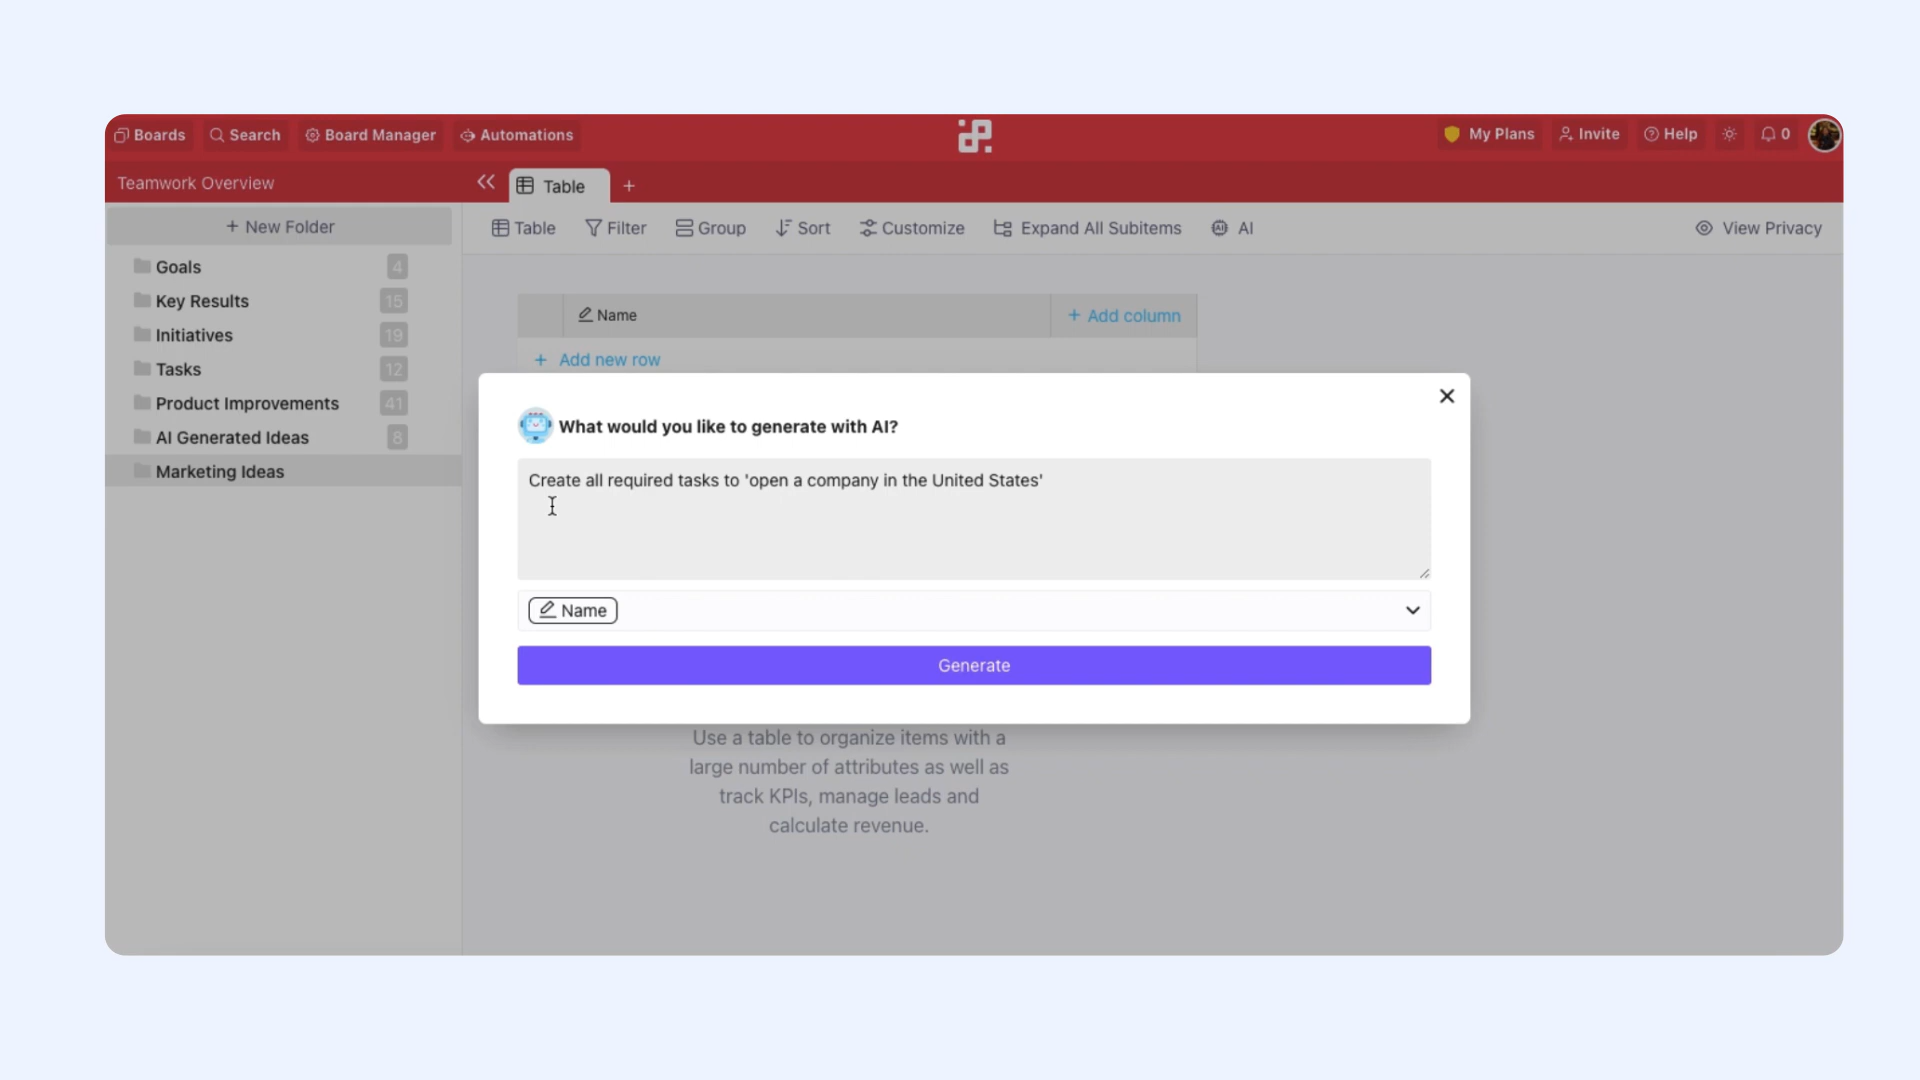 Boards Search Board Manager Automations My Plans Invite Help 0
Teamwork Overview Table +
+ New Folder
Goals 4
Key Results 15
Initiatives 19
Tasks 12
Product Improvements 41
AI Generated Ideas 8
Marketing Ideas
Table Filter Group Sort Customize Expand All Subitems AI View Privacy
Name + Add column
+ Add new row
What would you like to generate with AI?
Create all required tasks to 'open a company in the United States'
Name
Generate
Use a table to organize items with a
large number of attributes as well as
track KPIs, manage leads and
calculate revenue.